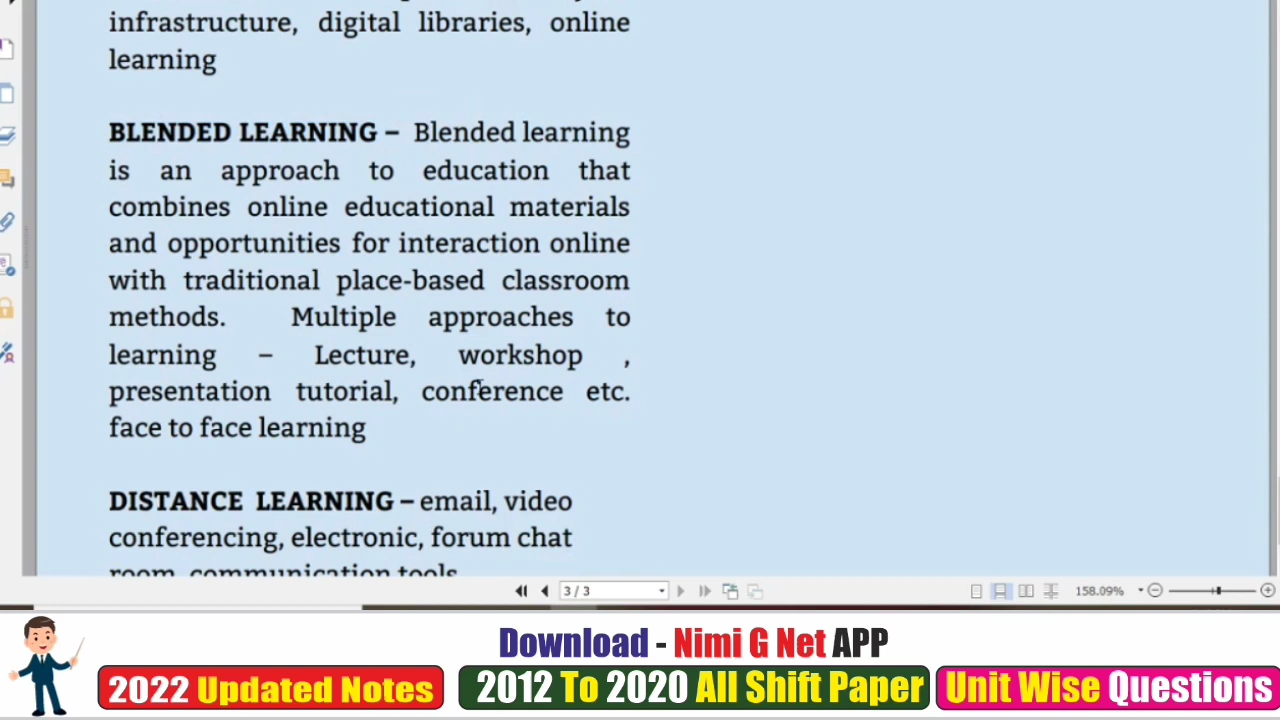 infrastructure, digital libraries, online
learning
BLENDED LEARNING – Blended learning
is an approach to education that
combines online educational materials
and opportunities for interaction online
with traditional place-based classroom
methods. Multiple approaches to
learning – Lecture, workshop ,
presentation tutorial, conference etc.
face to face learning
DISTANCE LEARNING – email, video
conferencing, electronic, forum chat
room, communication tools
3 / 3
158.09%
Download - Nimi G Net APP
2022 Updated Notes
2012 To 2020 All Shift Paper
Unit Wise Questions